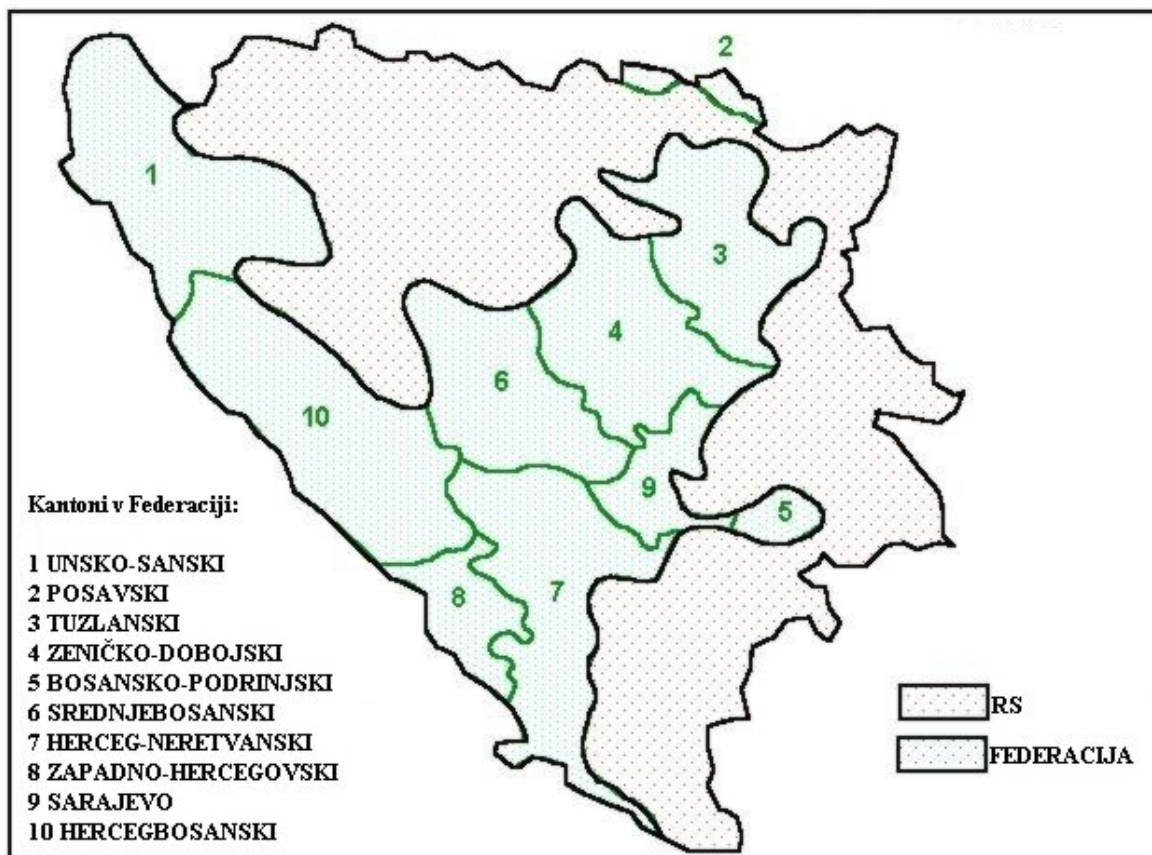 2
1
3
4
6
10
9
5
8
7
Kantoni v Federaciji:
1 UNSKO-SANSKI
2 POSAVSKI
3 TUZLANSKI
4 ZENIČKO-DOBOJSKI
5 BOSANSKO-PODRINJSKI
6 SREDNJEBOSANSKI
7 HERCEG-NERETVANSKI
8 ZAPADNO-HERCEGOVSKI
9 SARAJEVO
10 HERCEGBOSANSKI
RS
FEDERACIJA